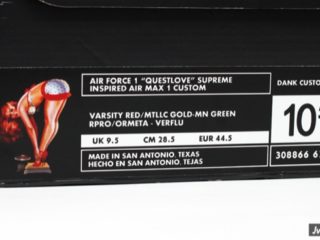 AIR FORCE 1 "QUESTLOVE" SUPREME
INSPIRED AIR MAX 1 CUSTOM
VARSITY RED/MTLLC GOLD-MN GREEN
RPRO/ORMETA - VERFLU
UK 9.5 CM 28.5 EUR 44.5
MADE IN SAN ANTONIO, TEXAS
HECHO EN SAN ANTONIO, TEJAS
DANK CUSTO
10
308866 6